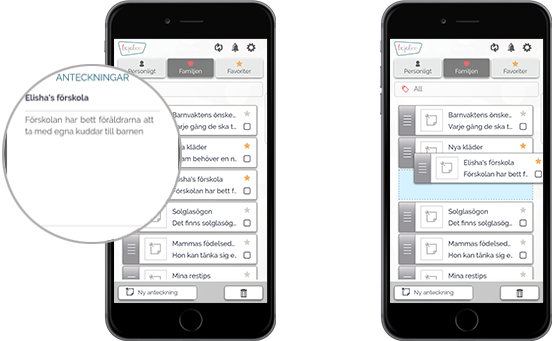 ANTECKNINGAR
Elisha's förskola
Förskolan har bett föräldrarna att
ta med egna kuddar till barnen
Personligt
Familjen
Favoriter
Barnvaktens önske..
Varje gång de ska t...
kläder
am behöver en n..
Elisha's förskola
Förskolan har bett f..
Solglasögon
Det finns solglasög...
Mammas födelsed..
Hon kan tänka sig e..
Mina restips
Ny anteckning
Personligt
Familjen
Favoriter
All
Barnvaktens önske...
Varje gång de ska t...
Nya kläder
Elisha's förskola
Förskolan har bett f..
Solglasögon
Det finns solglasög...
Mammas födelsed..
Hon kan tänka sig e..
Mina restips
Ny anteckning